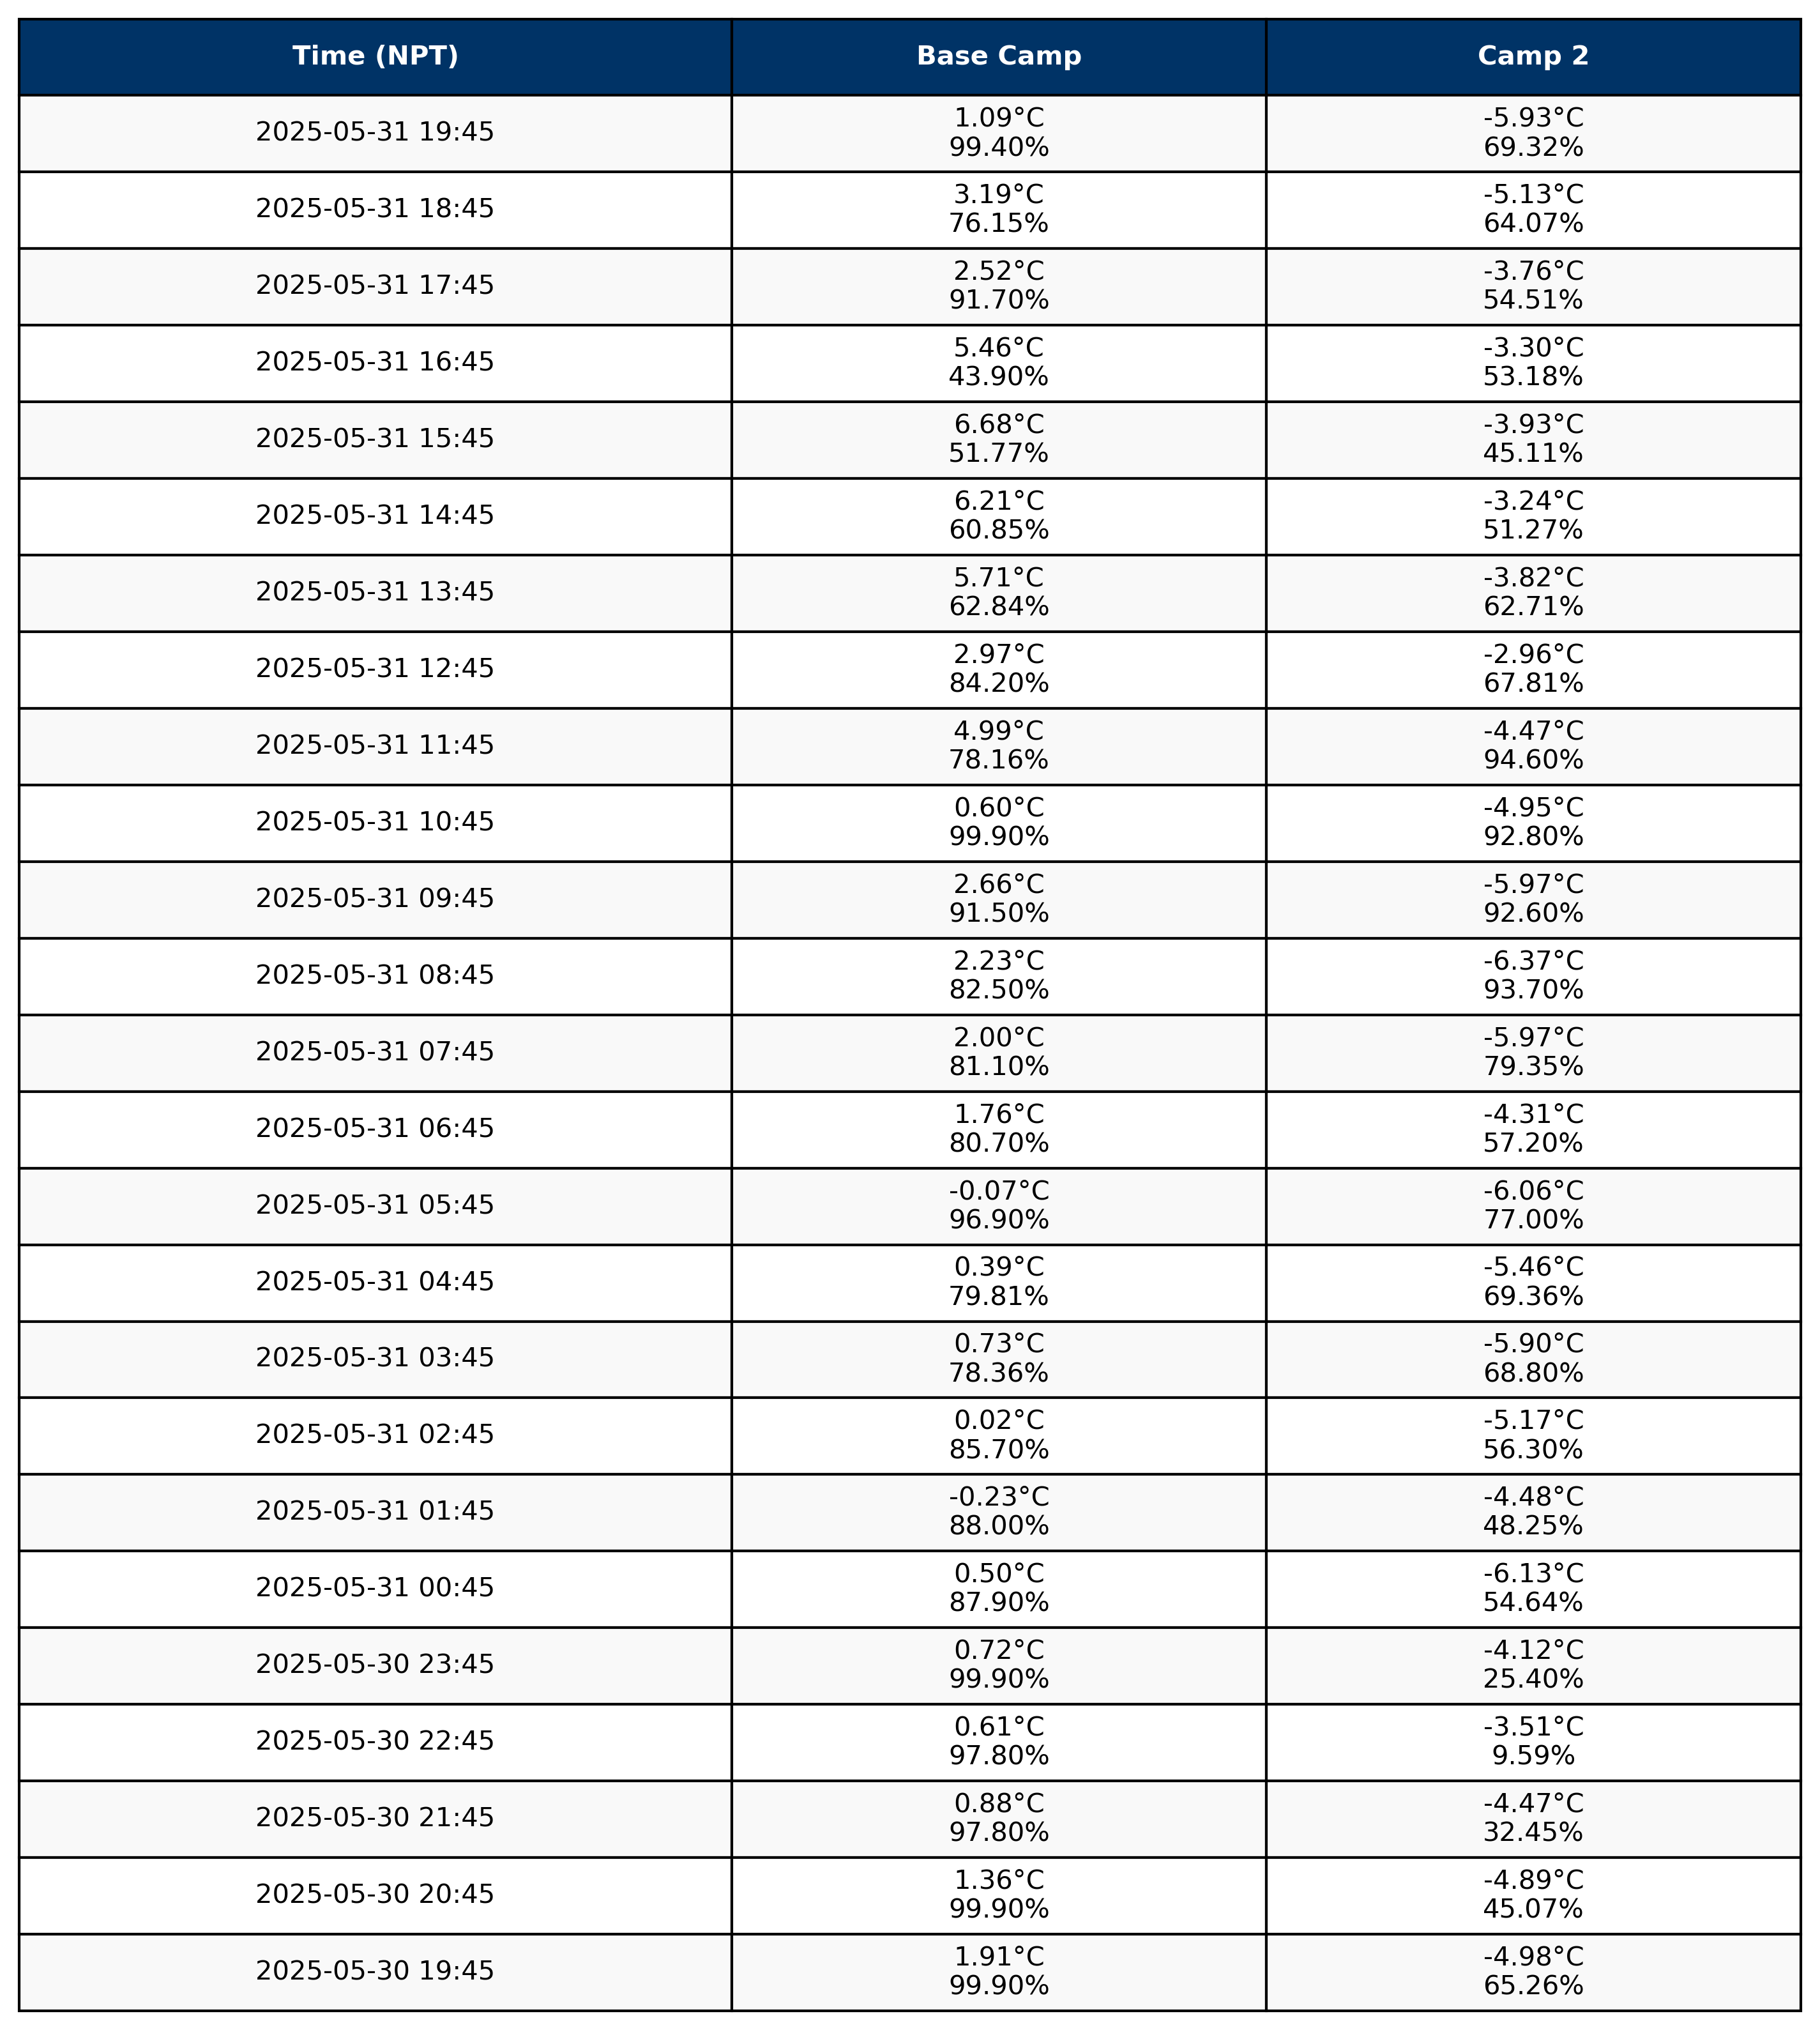 Time (NPT) Base Camp Camp 2
2025-05-31 19:45 1.09°C -5.93°C
99.40% 69.32%
2025-05-31 18:45 3.19°C -5.13°C
76.15% 64.07%
2025-05-31 17:45 2.52°C -3.76°C
91.70% 54.51%
2025-05-31 16:45 5.46°C -3.30°C
43.90% 53.18%
2025-05-31 15:45 6.68°C -3.93°C
51.77% 45.11%
2025-05-31 14:45 6.21°C -3.24°C
60.85% 51.27%
2025-05-31 13:45 5.71°C -3.82°C
62.84% 62.71%
2025-05-31 12:45 2.97°C -2.96°C
84.20% 67.81%
2025-05-31 11:45 4.99°C -4.47°C
78.16% 94.60%
2025-05-31 10:45 0.60°C -4.95°C
99.90% 92.80%
2025-05-31 09:45 2.66°C -5.97°C
91.50% 92.60%
2025-05-31 08:45 2.23°C -6.37°C
82.50% 93.70%
2025-05-31 07:45 2.00°C -5.97°C
81.10% 79.35%
2025-05-31 06:45 1.76°C -4.31°C
80.70% 57.20%
2025-05-31 05:45 -0.07°C -6.06°C
96.90% 77.00%
2025-05-31 04:45 0.39°C -5.46°C
79.81% 69.36%
2025-05-31 03:45 0.73°C -5.90°C
78.36% 68.80%
2025-05-31 02:45 0.02°C -5.17°C
85.70% 56.30%
2025-05-31 01:45 -0.23°C -4.48°C
88.00% 48.25%
2025-05-31 00:45 0.50°C -6.13°C
87.90% 54.64%
2025-05-30 23:45 0.72°C -4.12°C
99.90% 25.40%
2025-05-30 22:45 0.61°C -3.51°C
97.80% 9.59%
2025-05-30 21:45 0.88°C -4.47°C
97.80% 32.45%
2025-05-30 20:45 1.36°C -4.89°C
99.90% 45.07%
2025-05-30 19:45 1.91°C -4.98°C
99.90% 65.26%